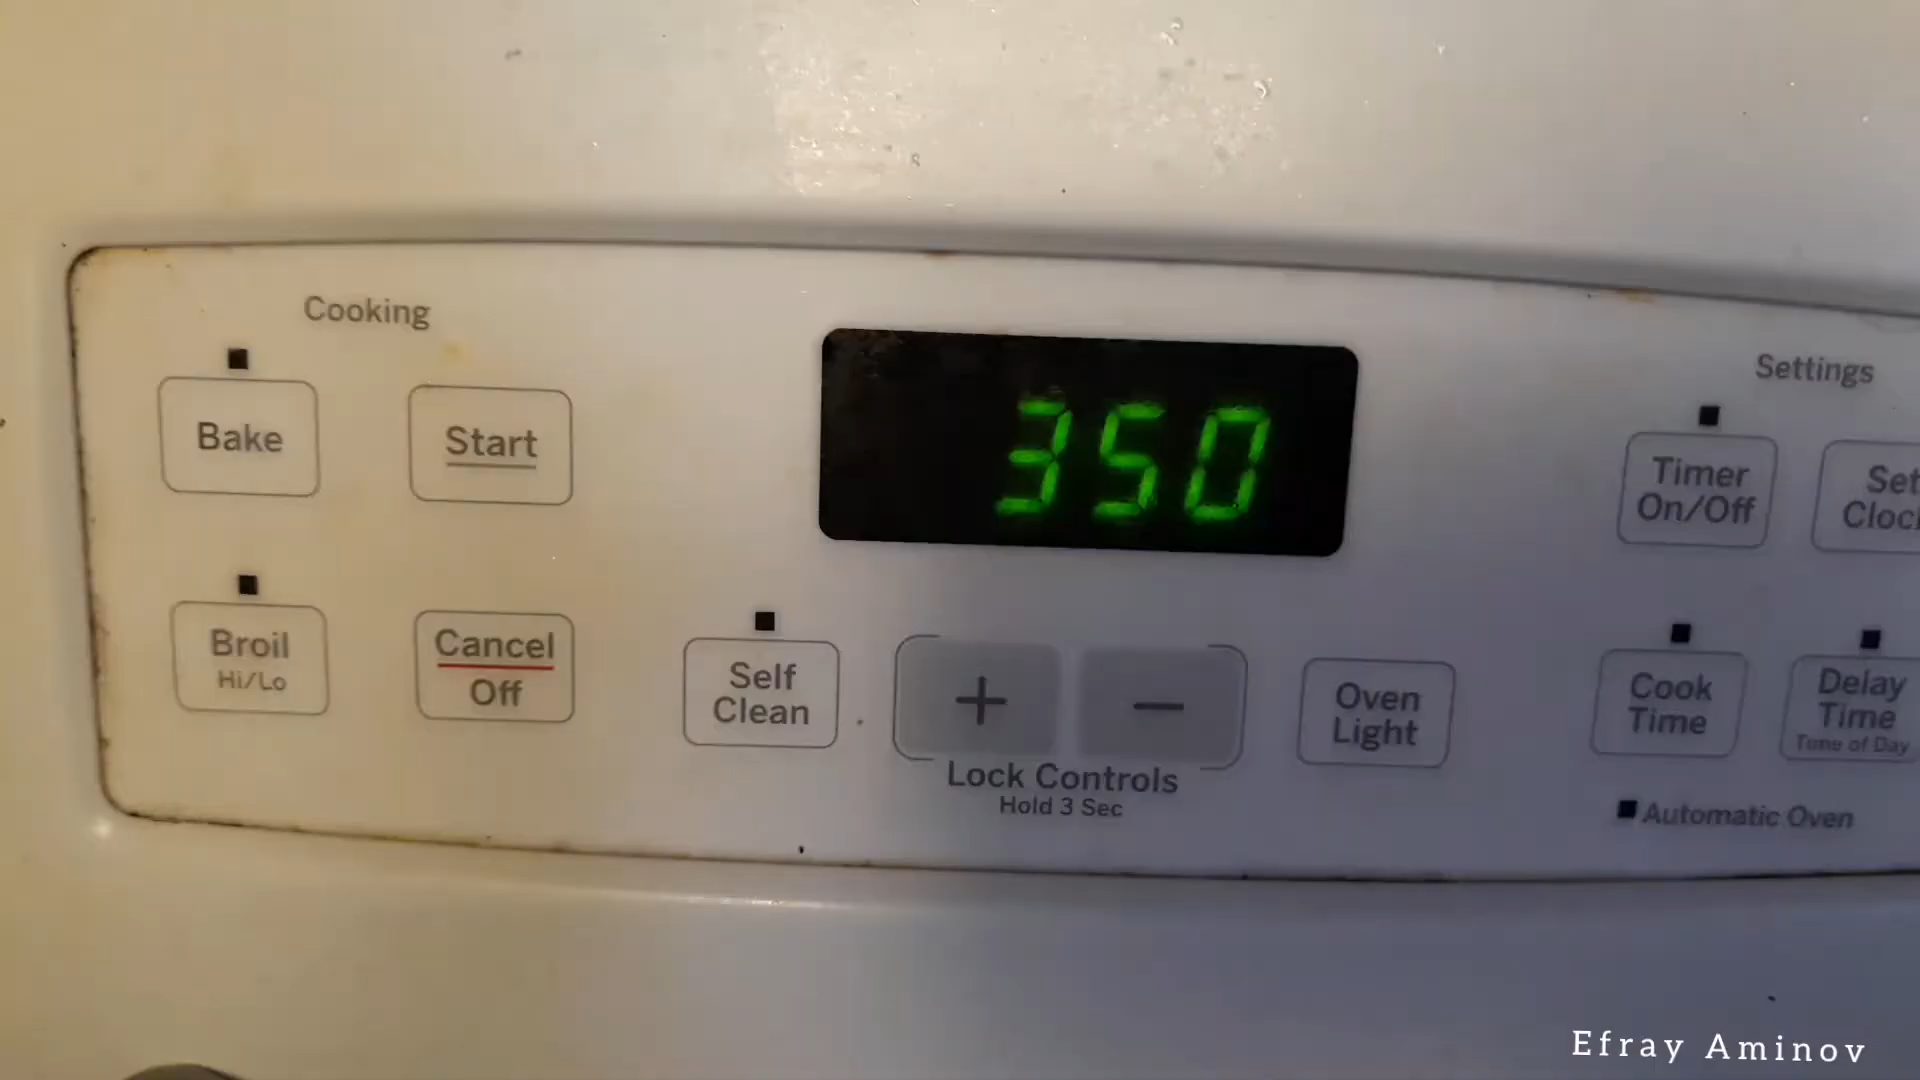 Cooking
Settings
350
Bake
Start
Timer
On/Off
Set
Broil
Hi/Lo
Cancel
Off
Self
Clean
+
−
Lock Controls
Hold 3 Sec
Oven
Light
Cook
Time
Delay
Time
Time of Day
Automatic Oven
Efray Aminov